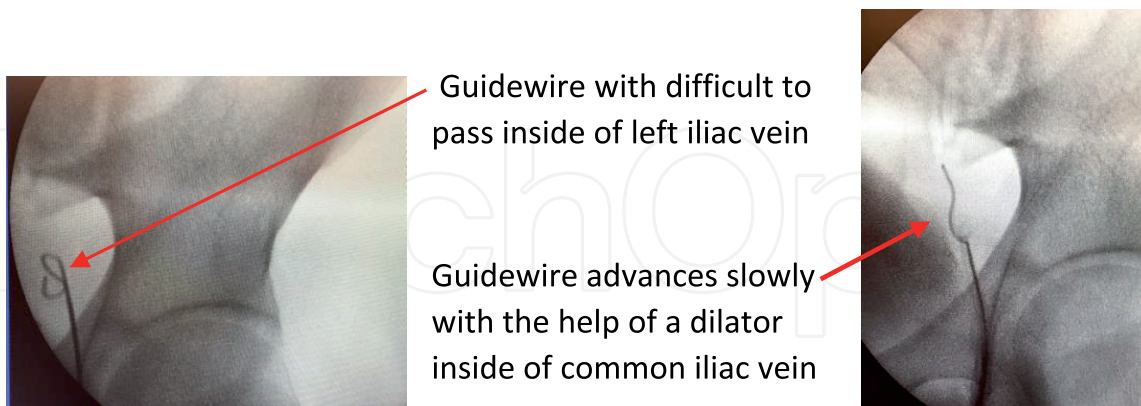 Guidewire with difficult to
pass inside of left iliac vein
Guidewire advances slowly
with the help of a dilator
inside of common iliac vein